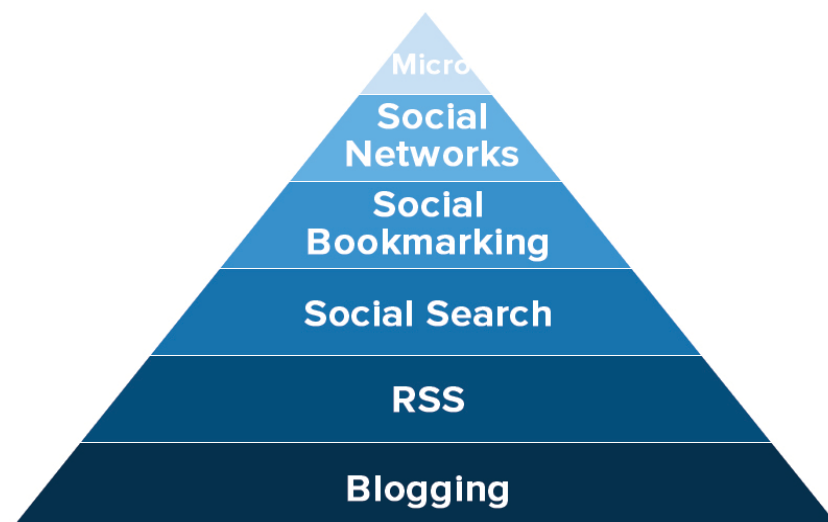 Micro
Social
Networks
Social
Bookmarking
Social Search
RSS
Blogging